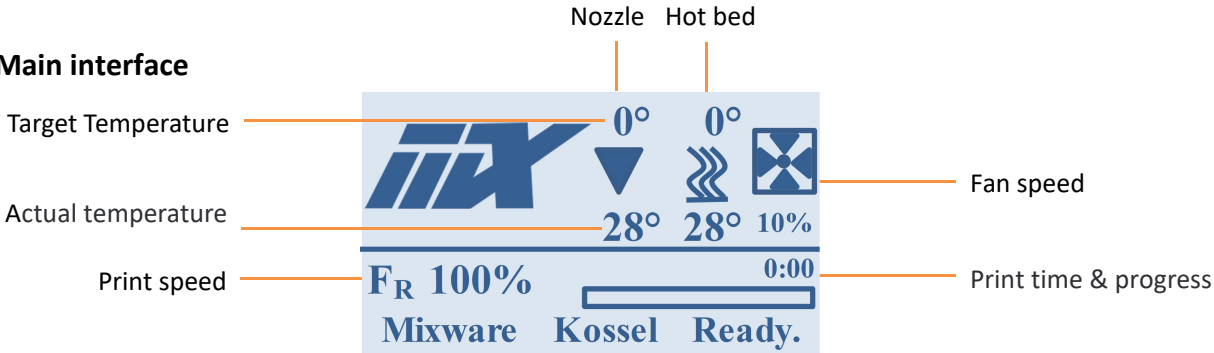 Nozzle Hot bed
Main interface
Target Temperature
0° 0°
Fan speed
Actual temperature
28° 28° 10%
Print speed
FR 100%
0:00
Print time & progress
Mixware Kossel Ready.